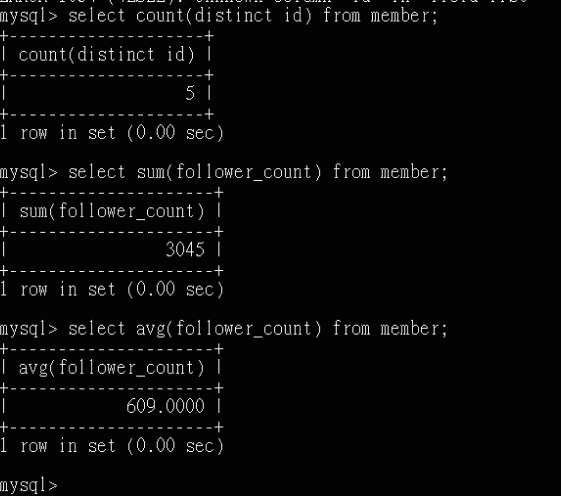 mysql> select count(distinct id) from member;
+--------------------+
| count(distinct id) |
+--------------------+
|                  5 |
+--------------------+
1 row in set (0.00 sec)
mysql> select sum(follower_count) from member;
+---------------------+
| sum(follower_count) |
+---------------------+
|                3045 |
+---------------------+
1 row in set (0.00 sec)
mysql> select avg(follower_count) from member;
+---------------------+
| avg(follower_count) |
+---------------------+
|            609.0000 |
+---------------------+
1 row in set (0.00 sec)
mysql>